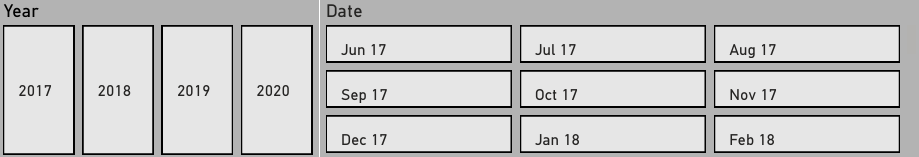 Year
2017 2018 2019 2020
Date
Jun 17 Jul 17 Aug 17
Sep 17 Oct 17 Nov 17
Dec 17 Jan 18 Feb 18